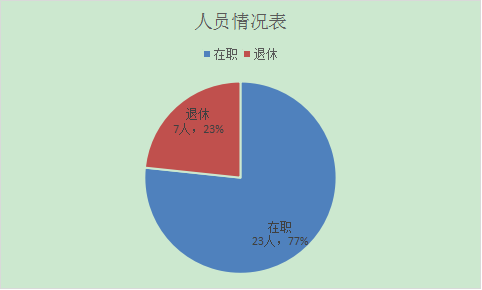 人员情况表
在职 退休
退休
7人，23%
在职
23人，77%